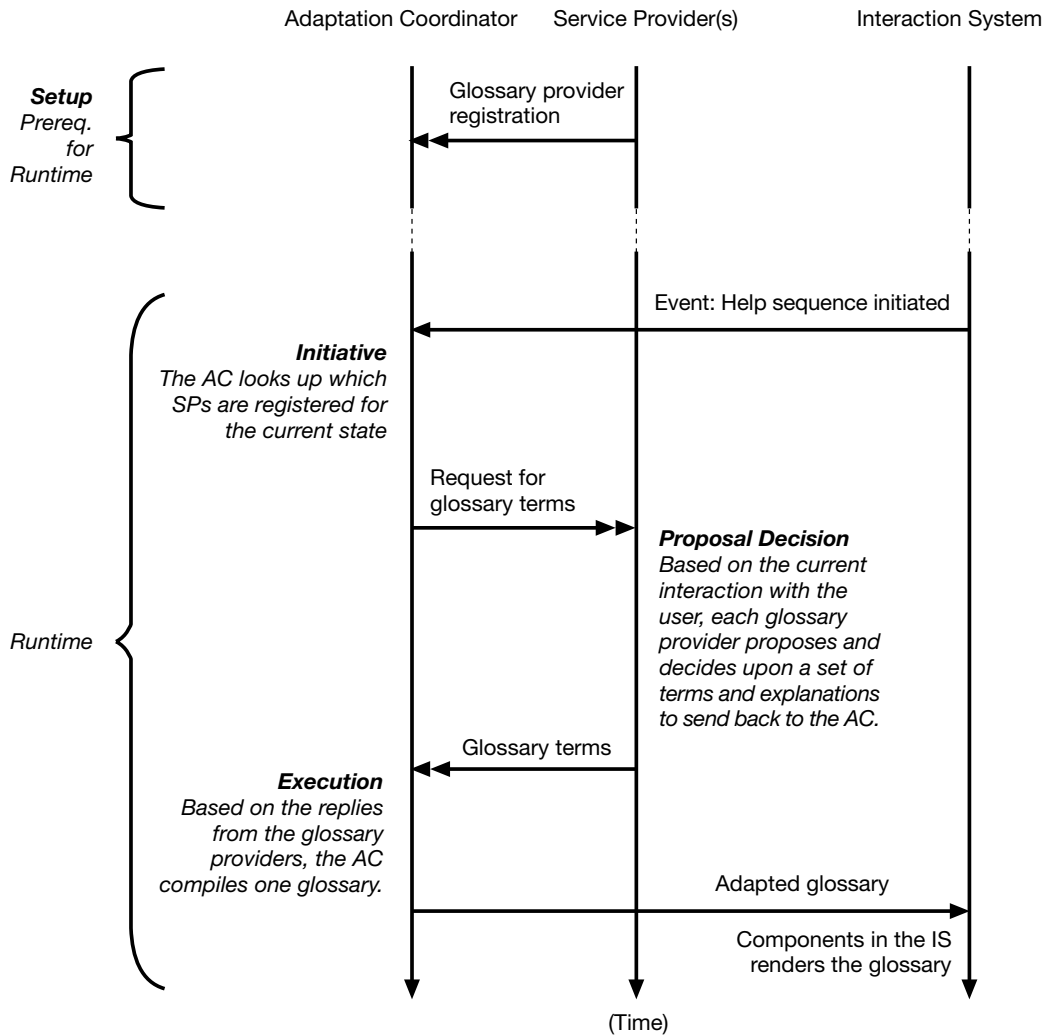 Adaptation Coordinator
Service Provider(s)
Interaction System
Setup
Prereq.
for
Runtime
Glossary provider
registration
Event: Help sequence initiated
Initiative
The AC looks up which
SPs are registered for
the current state
Request for
glossary terms
Proposal Decision
Based on the current
interaction with the
user, each glossary
provider proposes and
decides upon a set of
terms and explanations
to send back to the AC.
Runtime
Glossary terms
Execution
Based on the replies
from the glossary
providers, the AC
compiles one glossary.
Adapted glossary
Components in the IS
renders the glossary
(Time)